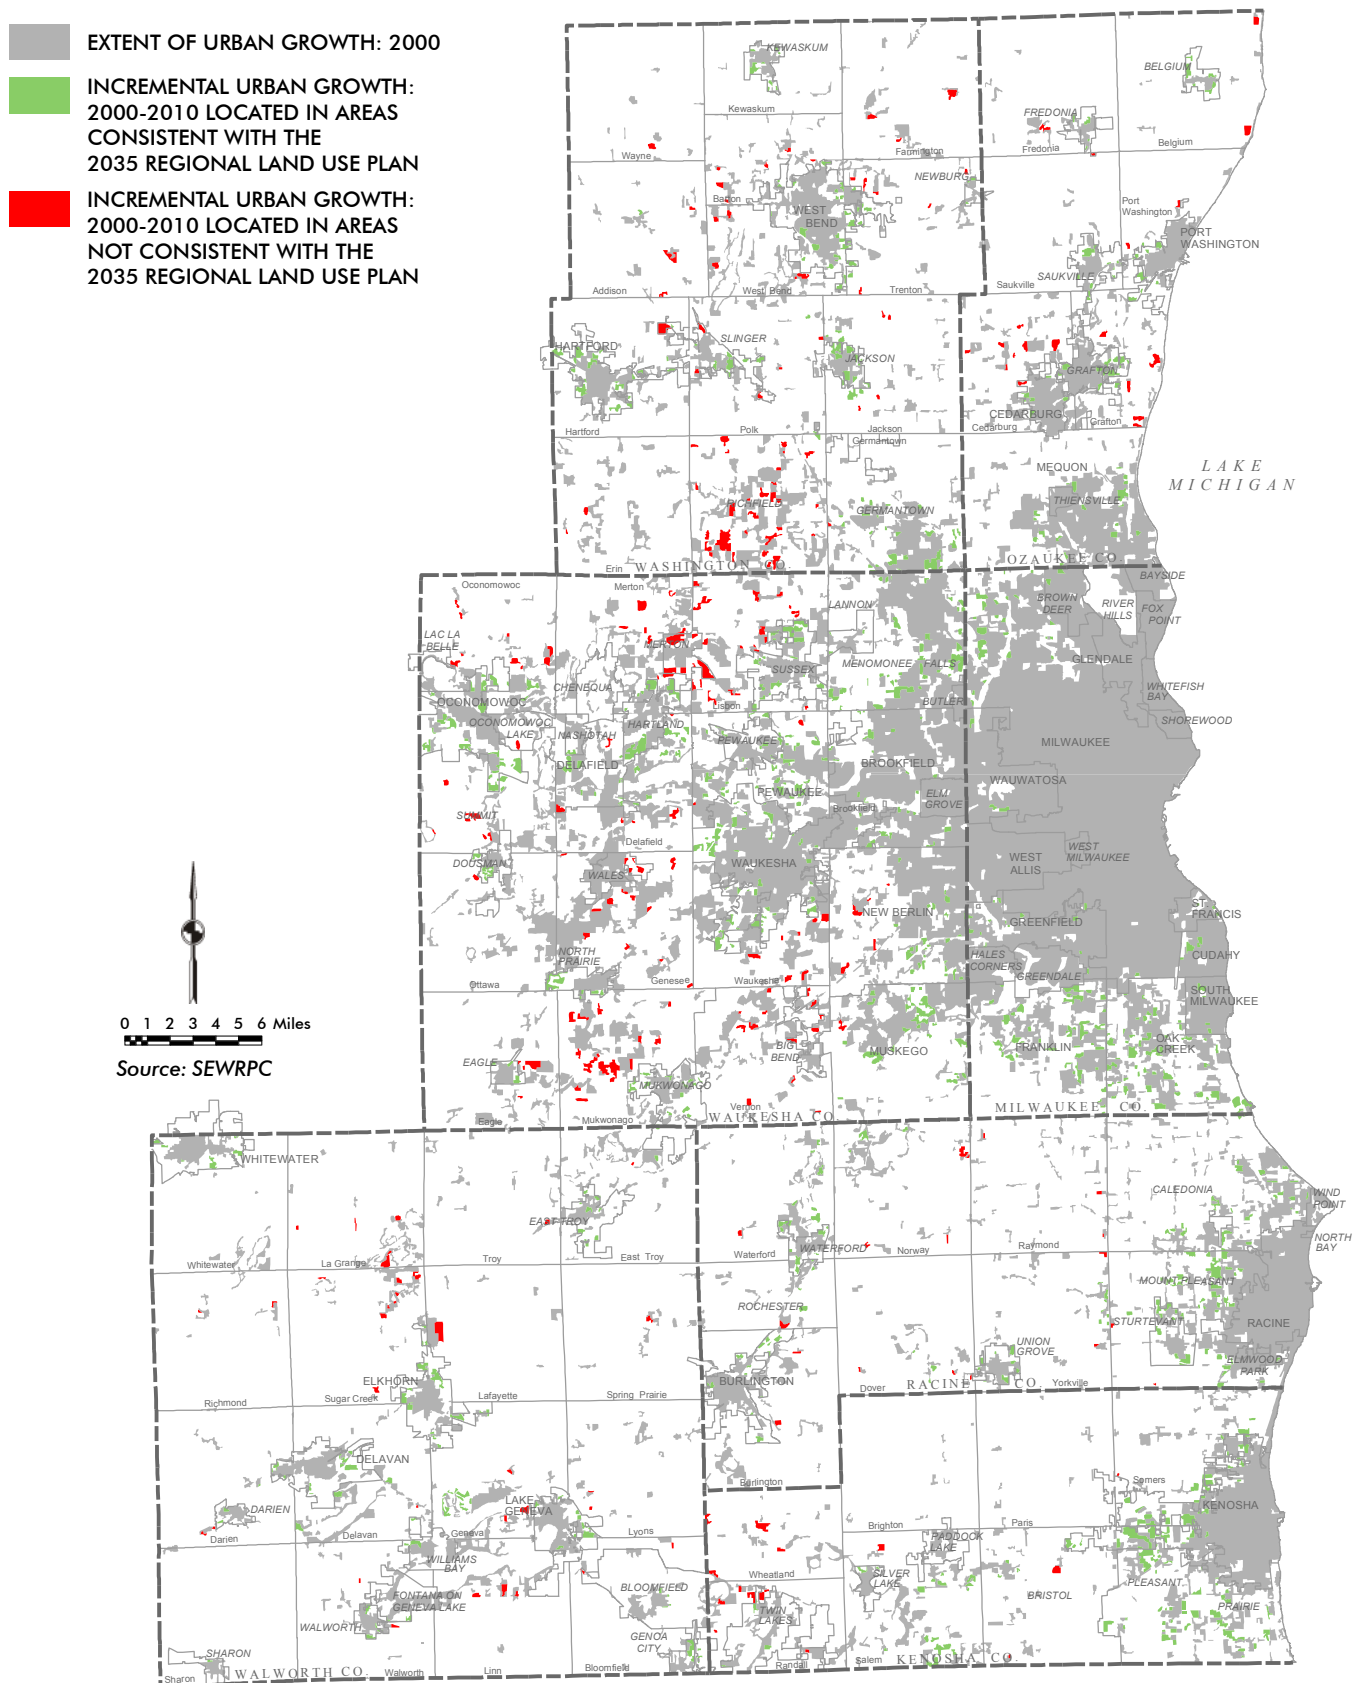 EXTENT OF URBAN GROWTH: 2000
INCREMENTAL URBAN GROWTH:
2000-2010 LOCATED IN AREAS
CONSISTENT WITH THE
2035 REGIONAL LAND USE PLAN
INCREMENTAL URBAN GROWTH:
2000-2010 LOCATED IN AREAS
NOT CONSISTENT WITH THE
2035 REGIONAL LAND USE PLAN
KEWASKUM
BELGIUM
Kewaskum
FREDONIA
Wayne
Farmington
Fredonia
Belgium
NEWBURG
Barton
WEST
BEND
Port
Washington
PORT
WASHINGTON
SAUKVILLE
Addison
West Bend
Trenton
Saukville
HARTFORD
SLINGER
JACKSON
GRAFTON
CEDARBURG
Hartford
Polk
Jackson
Cedarburg
Grafton
Germantown
LAKE
MICHIGAN
MEQUON
THIENSVILLE
RICHFIELD
GERMANTOWN
Erin
WASHINGTON CO.
OZAUKEE CO.
Oconomowoc
Merton
BAYSIDE
BROWN
DEER
RIVER
HILLS
FOX
POINT
LANNON
LAC LA
BELLE
MERTON
SUSSEX
MENOMONEE FALLS
GLENDALE
CHENEQUA
WHITEFISH
BAY
OCONOMOWOC
Lisbon
BUTLER
OCONOMOWOC
LAKE
NASHOTAH
HARTLAND
SHOREWOOD
PEWAUKEE
MILWAUKEE
DELAFIELD
BROOKFIELD
WAUWATOSA
PEWAUKEE
ELM
GROVE
Brookfield
SUMMIT
Delafield
WEST
MILWAUKEE
DOUSMAN
WALES
WAUKESHA
WEST
ALLIS
ST.
FRANCIS
NEW BERLIN
GREENFIELD
NORTH
PRAIRIE
HALES
CORNERS
GREENDALE
CUDAHY
Ottawa
Genesee
Waukesha
SOUTH
MILWAUKEE
0 1 2 3 4 5 6 Miles
Source: SEWRPC
EAGLE
BIG
BEND
MUSKEGO
FRANKLIN
OAK
CREEK
MUKWONAGO
Eagle
Mukwonago
Vernon
WAUKESHA CO.
MILWAUKEE CO.
WHITEWATER
CALEDONIA
WIND
POINT
EAST TROY
NORTH
BAY
Whitewater
La Grange
Troy
East Troy
Waterford
WATERFORD
Norway
Raymond
MOUNT PLEASANT
ROCHESTER
STURTEVANT
RACINE
UNION
GROVE
ELMWOOD
PARK
ELKHORN
BURLINGTON
Richmond
Sugar Creek
Lafayette
Spring Prairie
Dover
RACINE CO.
Yorkville
DELAVAN
Burlington
Somers
DARIEN
LAKE
GENEVA
KENOSHA
Darien
Delavan
Geneva
Lyons
Brighton
Paris
PADDOCK
LAKE
WILLIAMS
BAY
Wheatland
SILVER
LAKE
PLEASANT
PRAIRIE
FONTANA ON
GENEVA LAKE
BLOOMFIELD
TWIN
LAKES
BRISTOL
WALWORTH
GENOA
CITY
SHARON
Sharon
WALWORTH CO.
Walworth
Linn
Bloomfield
Randall
Salem
KENOSHA CO.